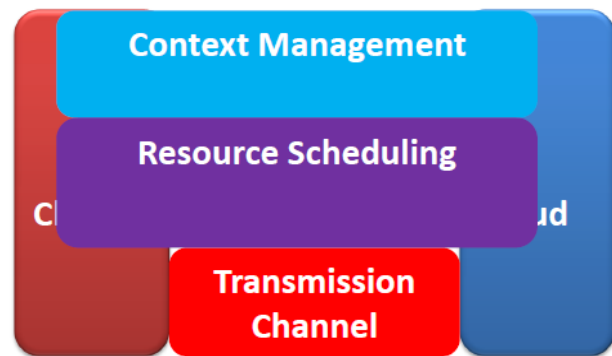 Context Management
Resource Scheduling
Transmission
Channel